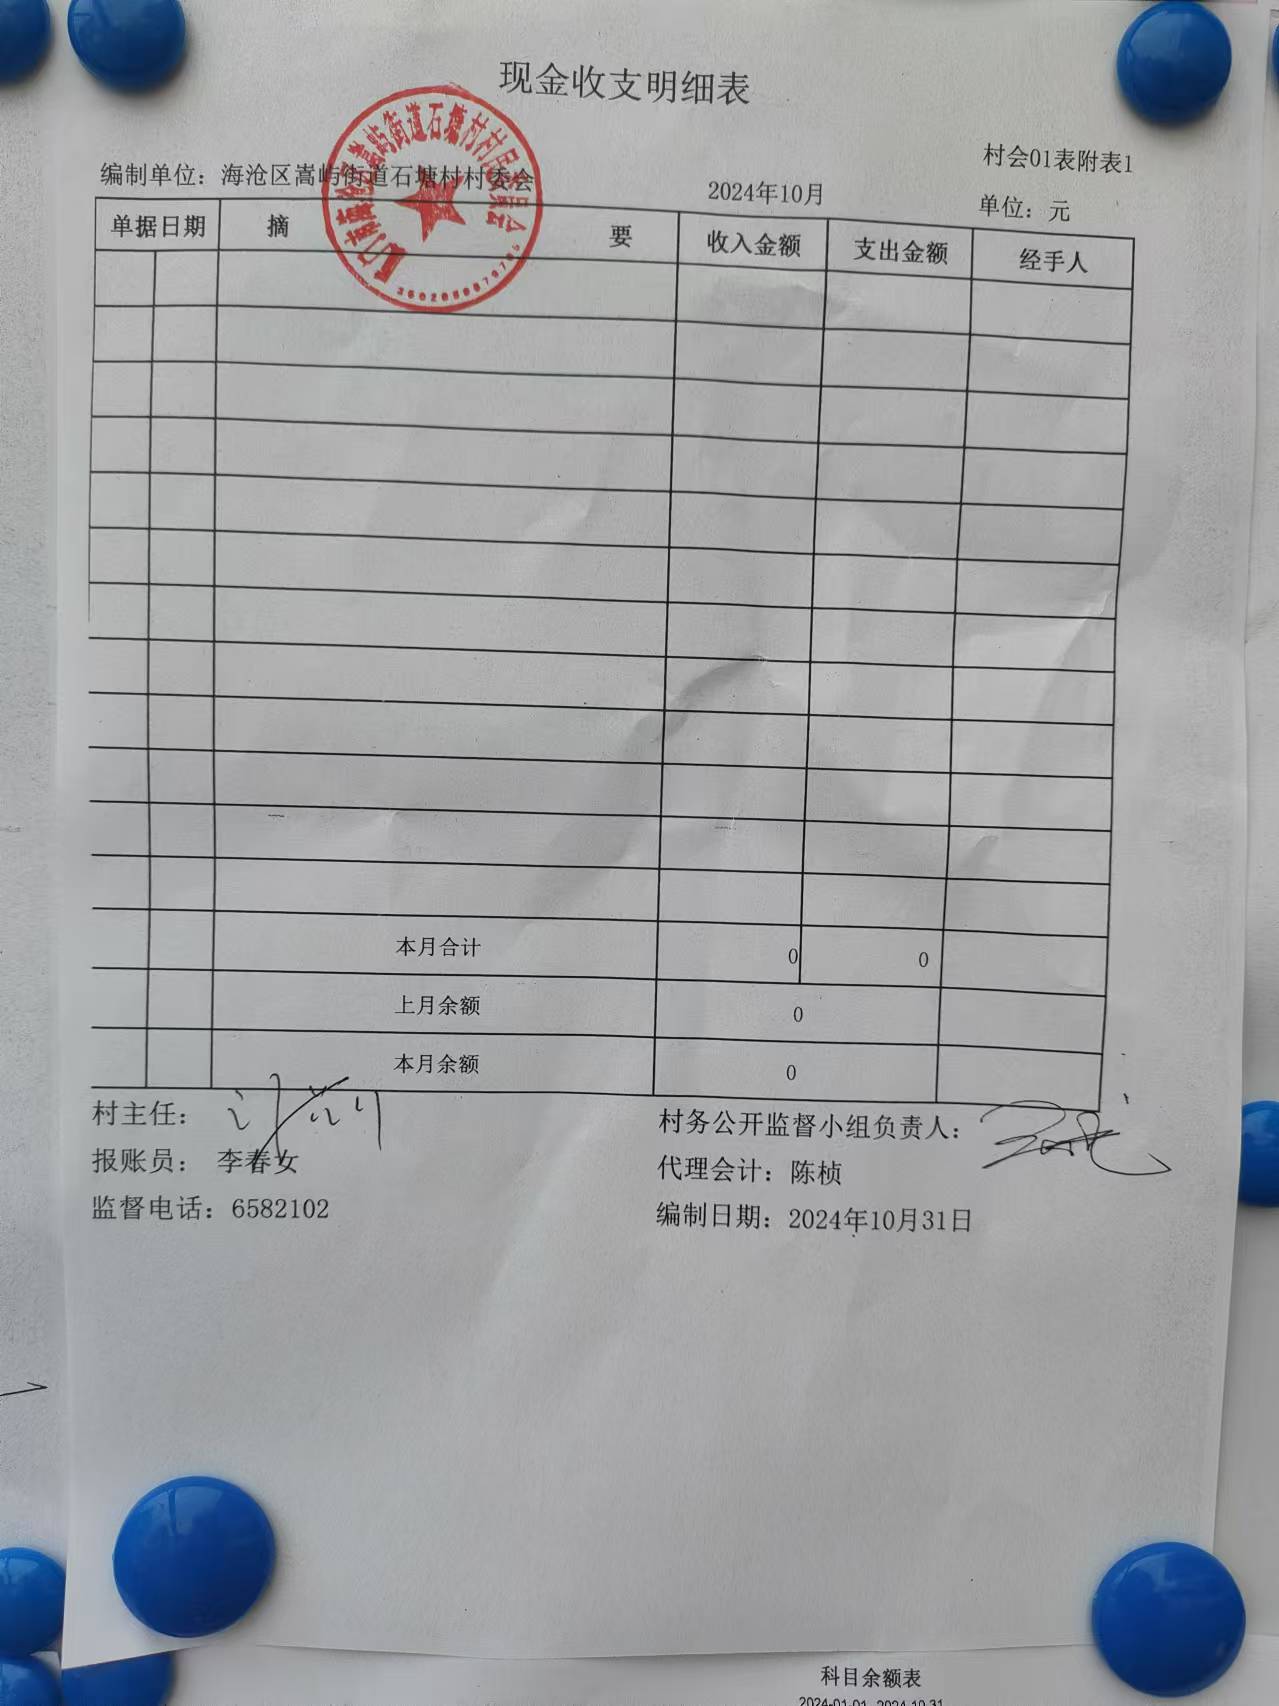 现金收支明细表
村会01表附表1
编制单位：海沧区嵩屿街道石塘村村委会
2024年10月
单位：元
单据日期 摘 要 收入金额 支出金额 经手人
本月合计 0 0
上月余额 0
本月余额 0
村主任：
村务公开监督小组负责人：
报账员： 李春女
代理会计：陈桢
监督电话：6582102
编制日期：2024年10月31日
科目余额表
2024-01-01 2024-10-31